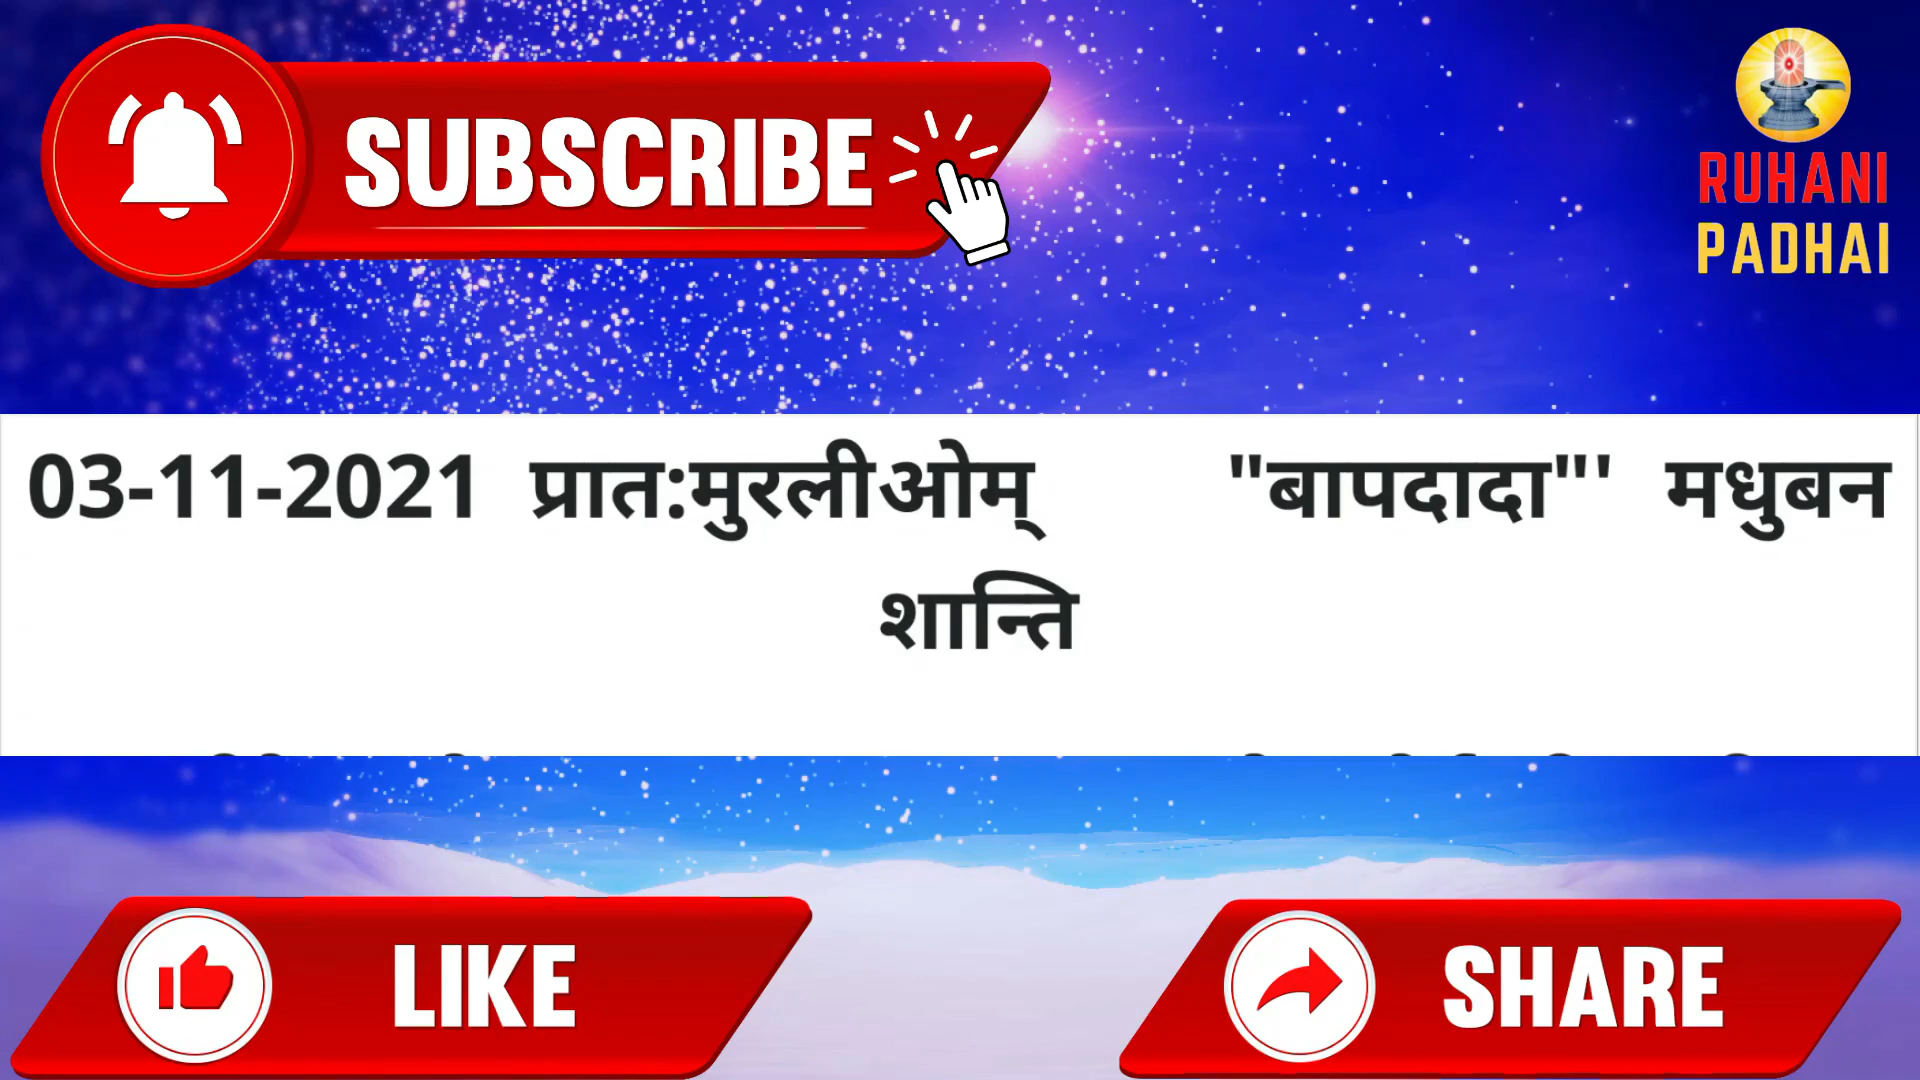 SUBSCRIBE
RUHANI
PADHAI
03-11-2021 प्रात:मुरलीओम् "बापदादा"' मधुबन
शान्ति
LIKE
SHARE